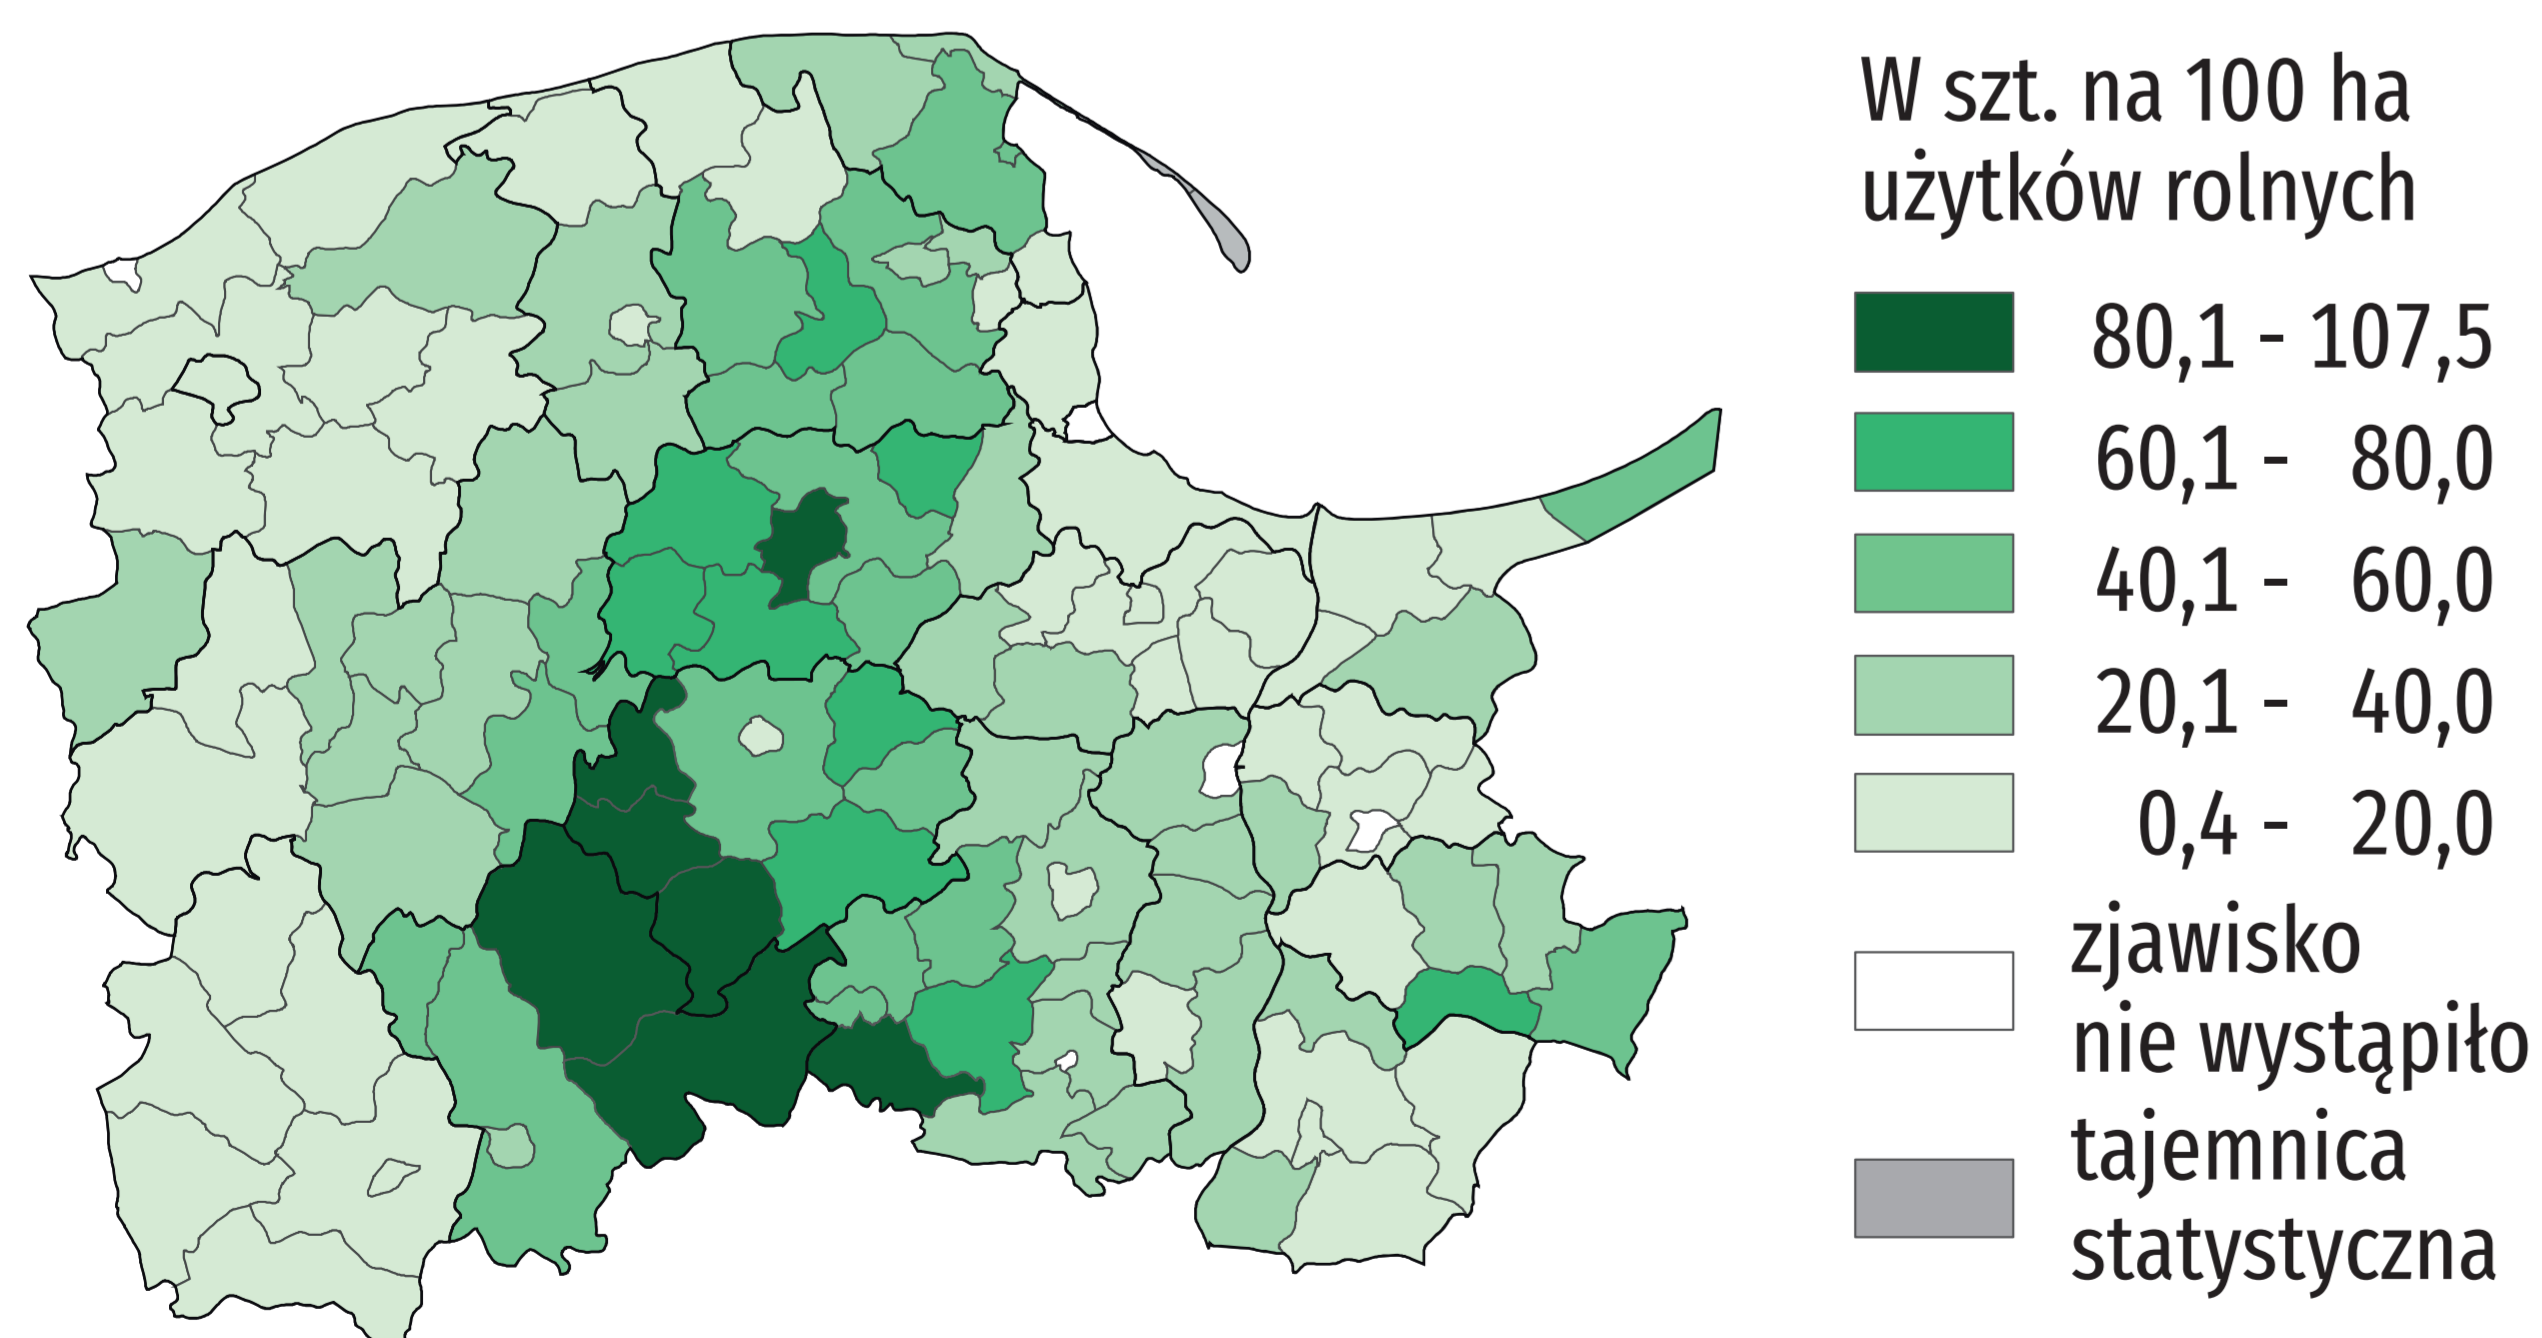 W szt. na 100 ha
użytków rolnych
80,1 - 107,5
60,1 - 80,0
40,1 - 60,0
20,1 - 40,0
0,4 - 20,0
zjawisko
nie wystąpiło
tajemnica
statystyczna